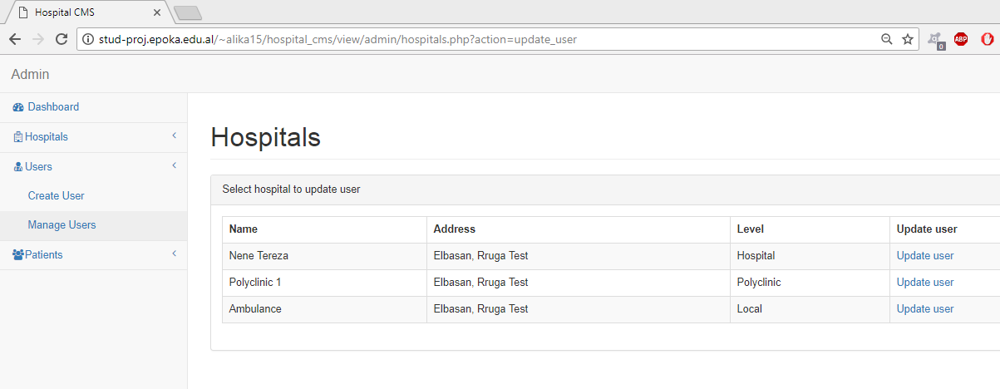 Hospital CMS
stud-proj.epoka.edu.al/~alika15/hospital_cms/view/admin/hospitals.php?action=update_user
0
ABP
Admin
Dashboard
Hospitals
Users
Create User
Manage Users
Patients
Hospitals
Select hospital to update user
Name Address Level Update user
Nene Tereza Elbasan, Rruga Test Hospital Update user
Polyclinic 1 Elbasan, Rruga Test Polyclinic Update user
Ambulance Elbasan, Rruga Test Local Update user